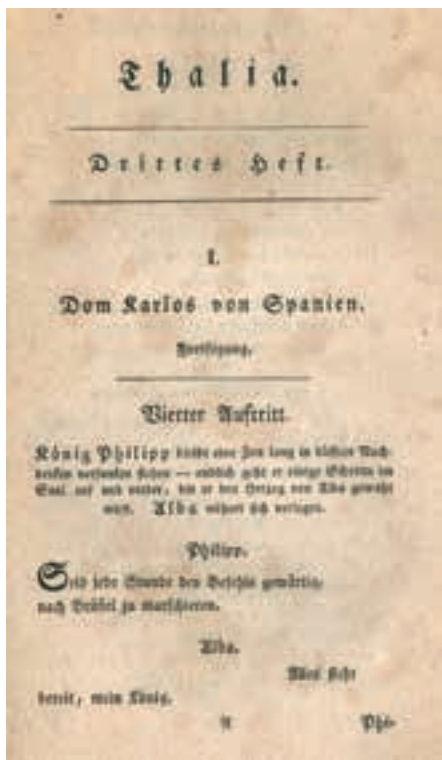 Thalia.
Drittes Heft.
I.
Dom Karlos von Spanien.
Fortsetzung.
Vierter Auftritt.
König Philipp bleibt eine Zeit lang in tiefsten Nach-
denken versunken stehen — endlich geht er einige Schritte im
Saal auf und nieder, bis er den Herzog von Alba gewahr
wird. Alba nähert sich verlegen.
Philipp.
Seid jede Stunde des Befehls gewärtig,
nach Brüßel zu marschieren.
Alba.
Alles steht
bereit, mein König.
A Phi-